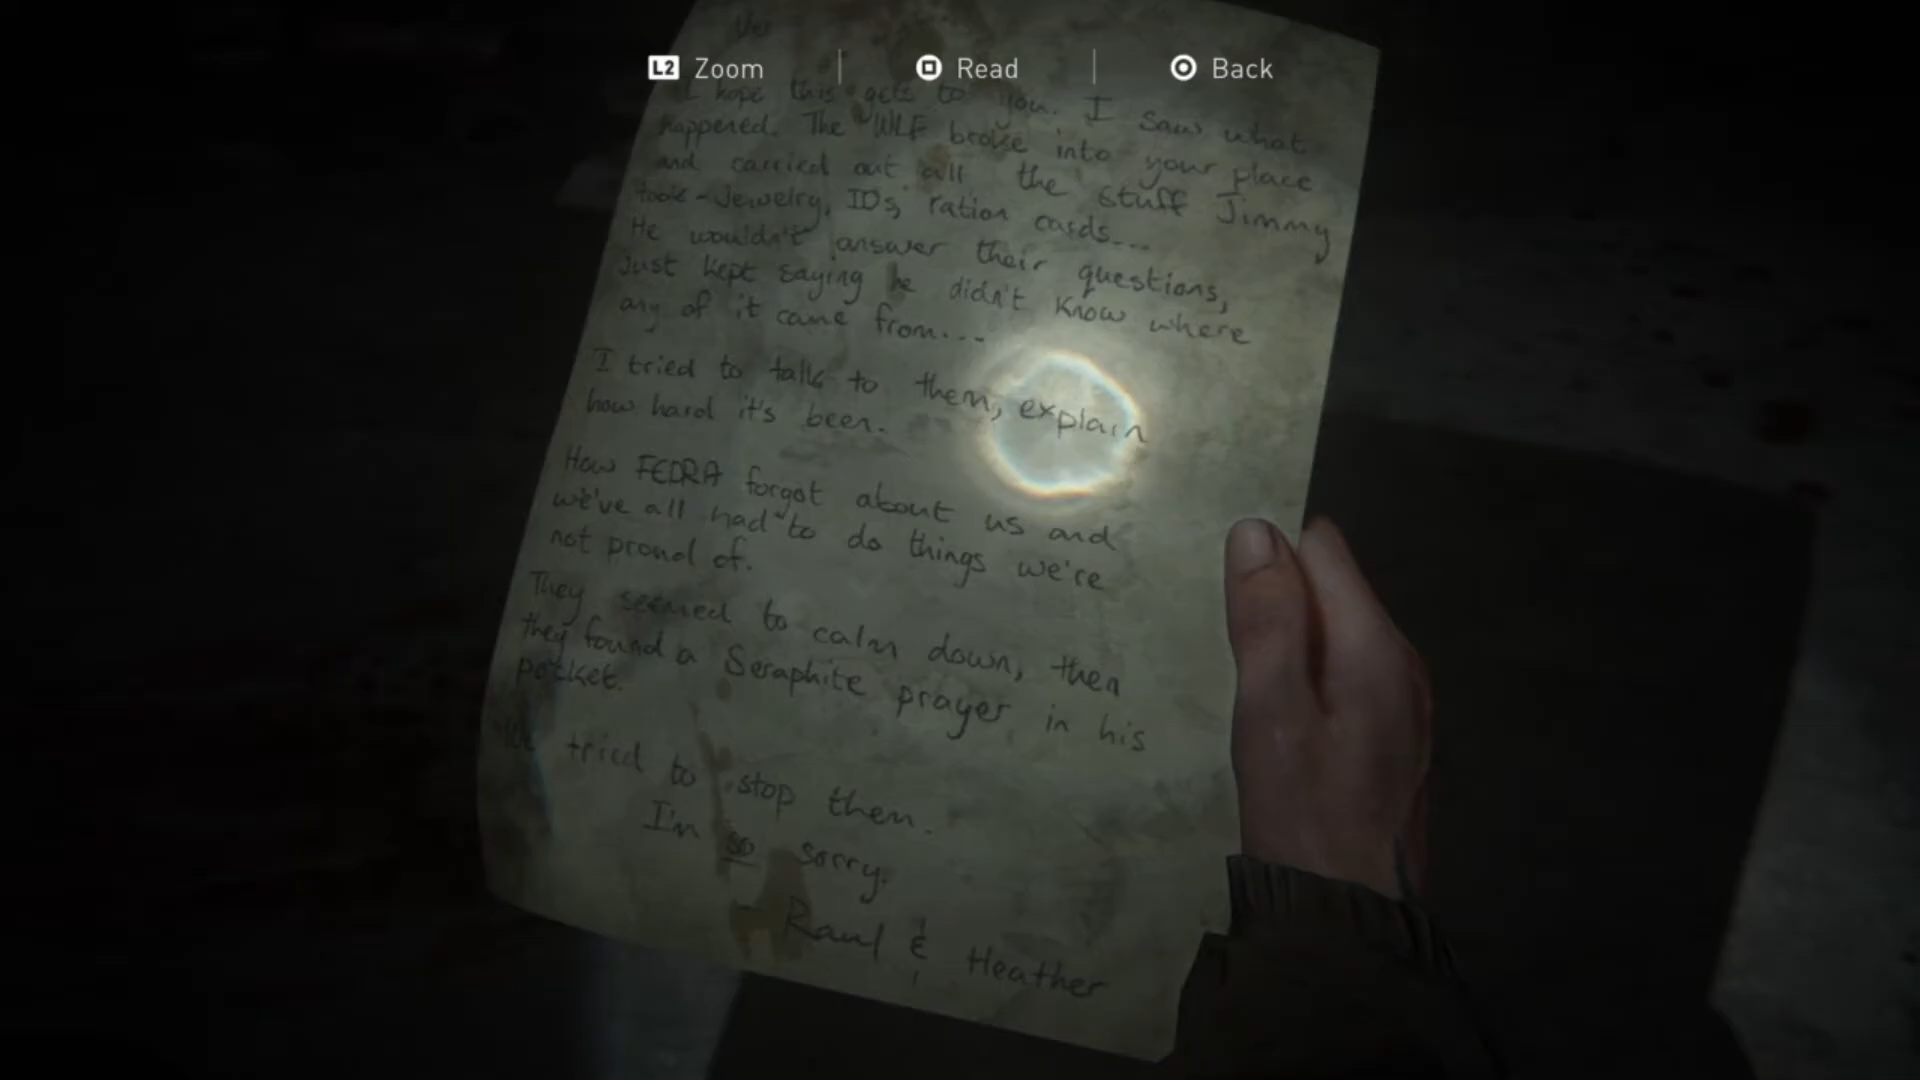 L2 Zoom | Read | Back
I hope this gets to you. I saw what
happened. The WLF broke into your place
and carried out all the stuff Jimmy
took - Jewelry, IDs, ration cards...
He wouldn't answer their questions,
Just kept saying he didn't know where
any of it came from...
I tried to talk to them, explain
how hard it's been.
How FEDRA forgot about us and
we've all had to do things we're
not proud of.
They seemed to calm down, then
they found a Seraphite prayer in his
pocket.
We tried to stop them.
I'm so sorry.
- Raul & Heather